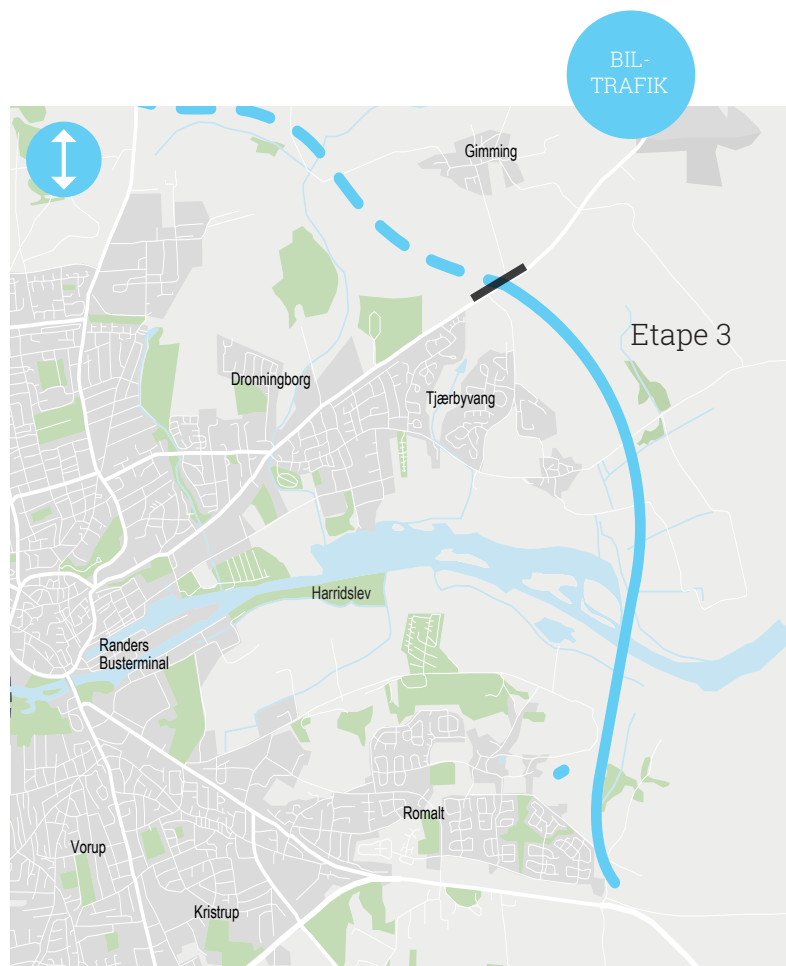 BIL-
TRAFIK
Gimming
Etape 3
Dronningborg
Tjærbyvang
Harridslev
Randers
Busterminal
Romalt
Vorup
Kristrup